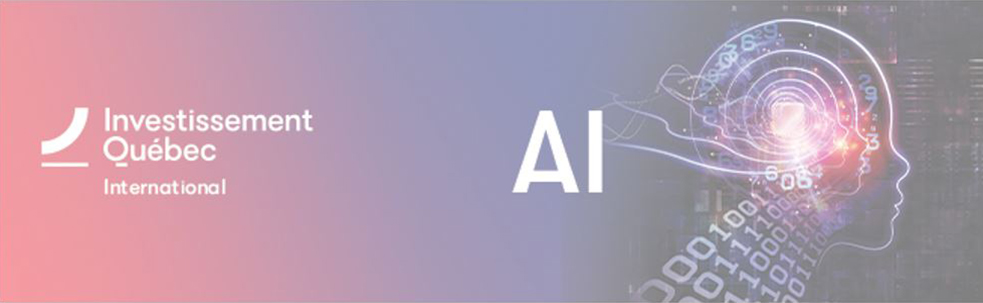 Investissement
Québec
International
AI